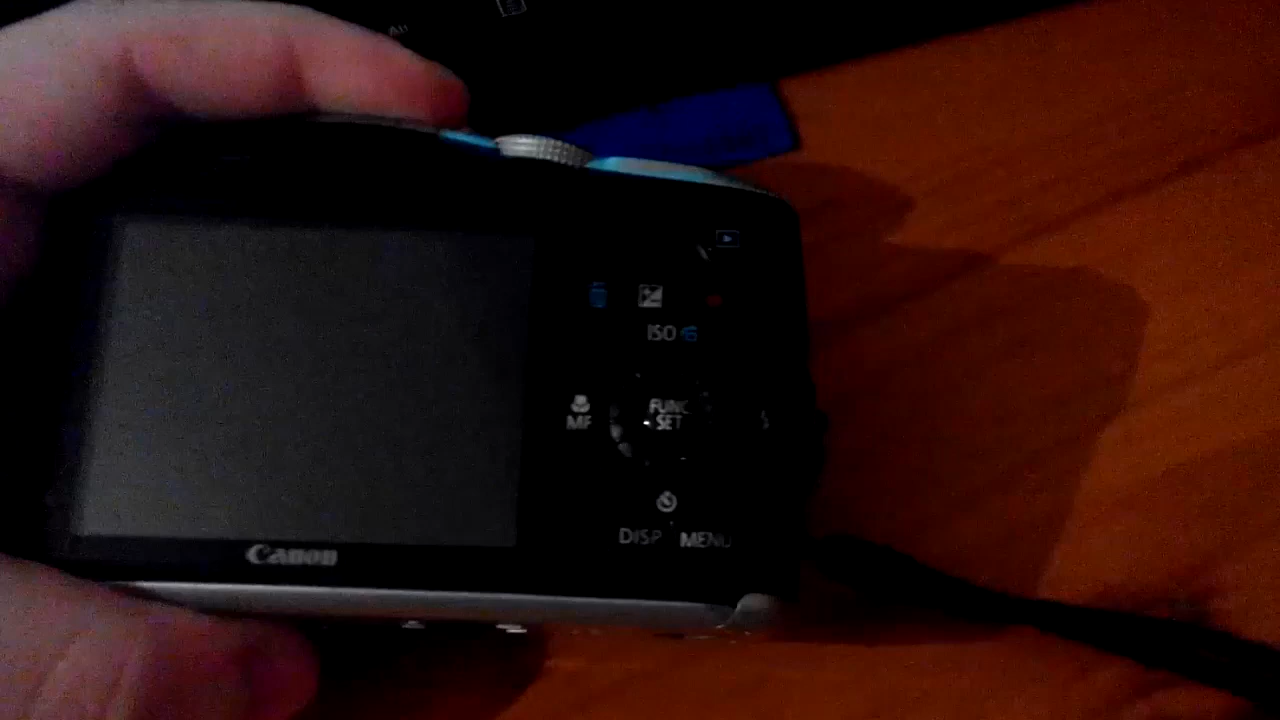 ISO
MF
FUNC.
SET
DISP. MENU
Canon